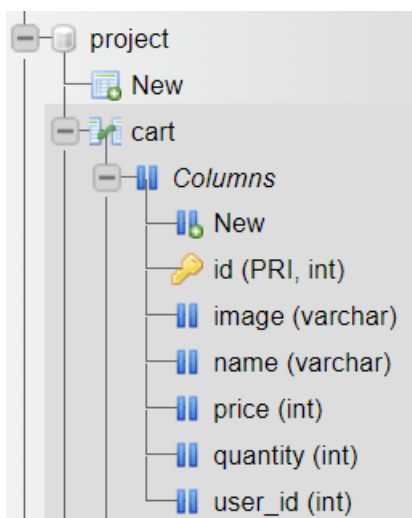 project
New
cart
Columns
New
id (PRI, int)
image (varchar)
name (varchar)
price (int)
quantity (int)
user_id (int)